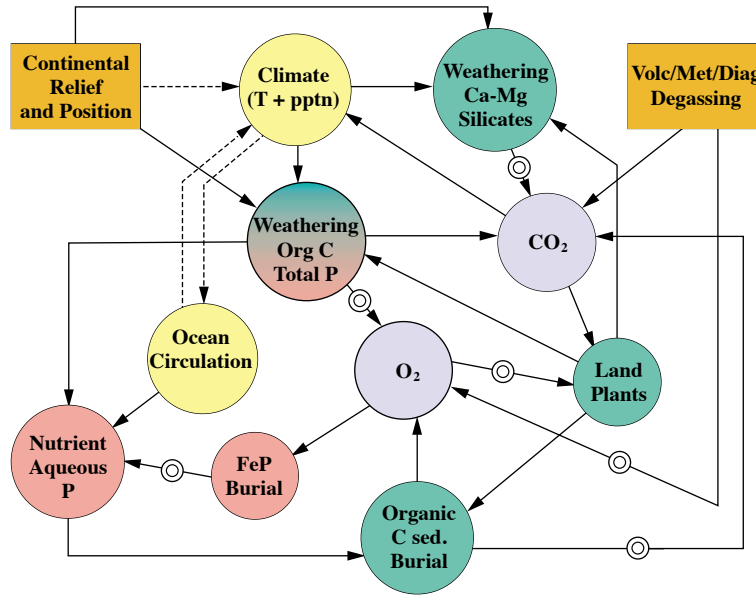 Continental
Relief
and Position
Climate
(T + pptn)
Weathering
Ca-Mg
Silicates
Volc/Met/Diag
Degassing
Weathering
Org C
Total P
CO₂
Ocean
Circulation
O₂
Land
Plants
Nutrient
Aqueous
P
FeP
Burial
Organic
C sed.
Burial